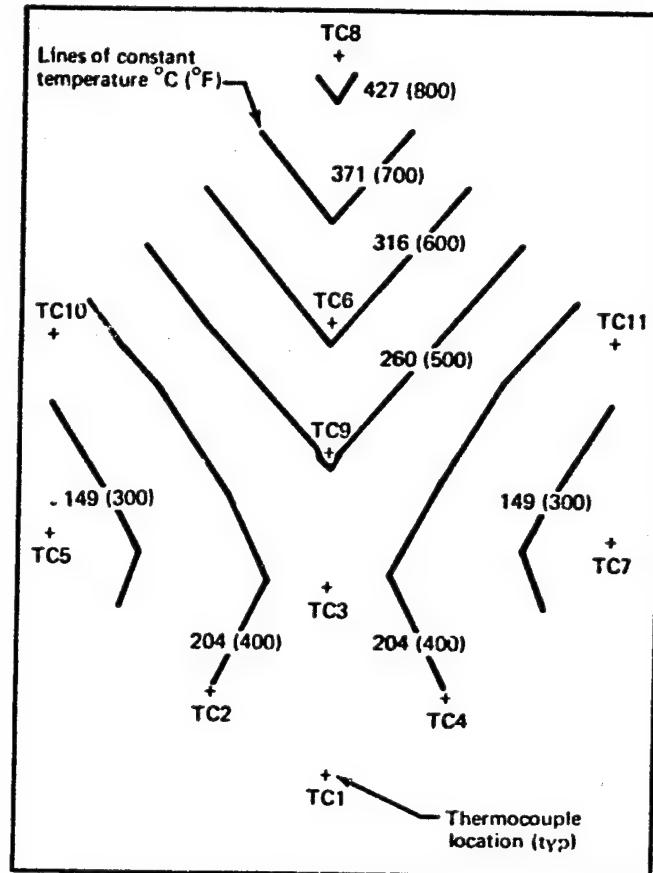 TC8
Lines of constant
temperature °C (°F)
427 (800)
371 (700)
316 (600)
TC10
TC6
TC11
260 (500)
TC9
149 (300)
149 (300)
TC5
TC7
TC3
204 (400)
204 (400)
TC2
TC4
TC1
Thermocouple
location (typ)